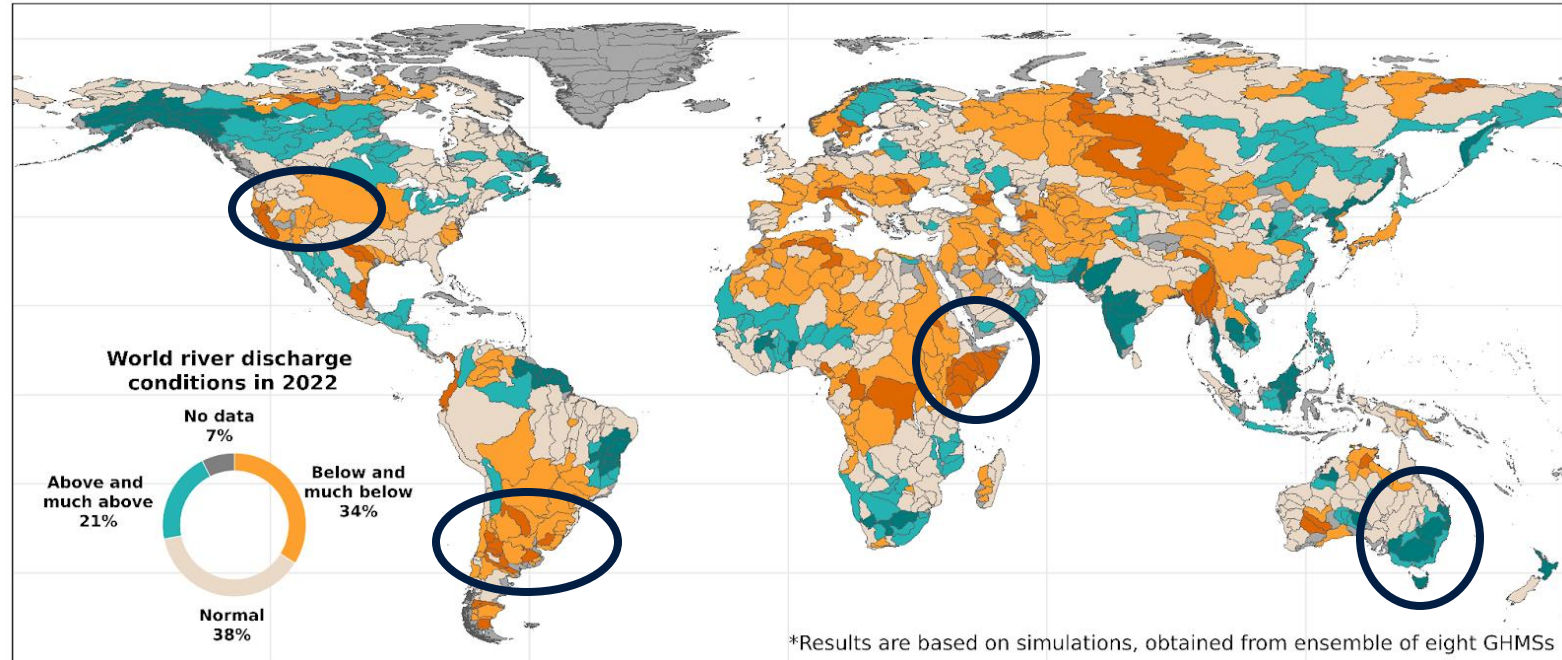 World river discharge
conditions in 2022
No data
7%
Above and
much above
21%
Below and
much below
34%
Normal
38%
*Results are based on simulations, obtained from ensemble of eight GHMSs